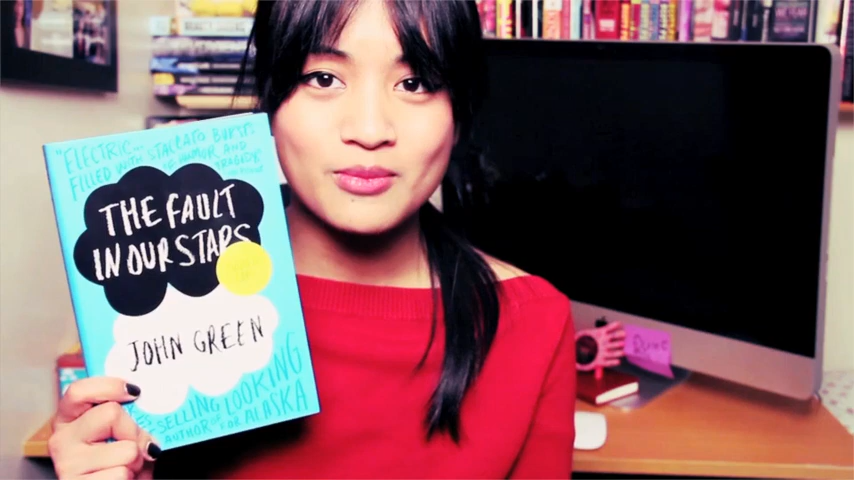 "ELECTRIC...
FILLED WITH STACCATO BURSTS
OF HUMOR AND
TRAGEDY."
THE FAULT
IN OUR STARS
JOHN GREEN
SELLING
AUTHOR OF
LOOKING
FOR ALASKA